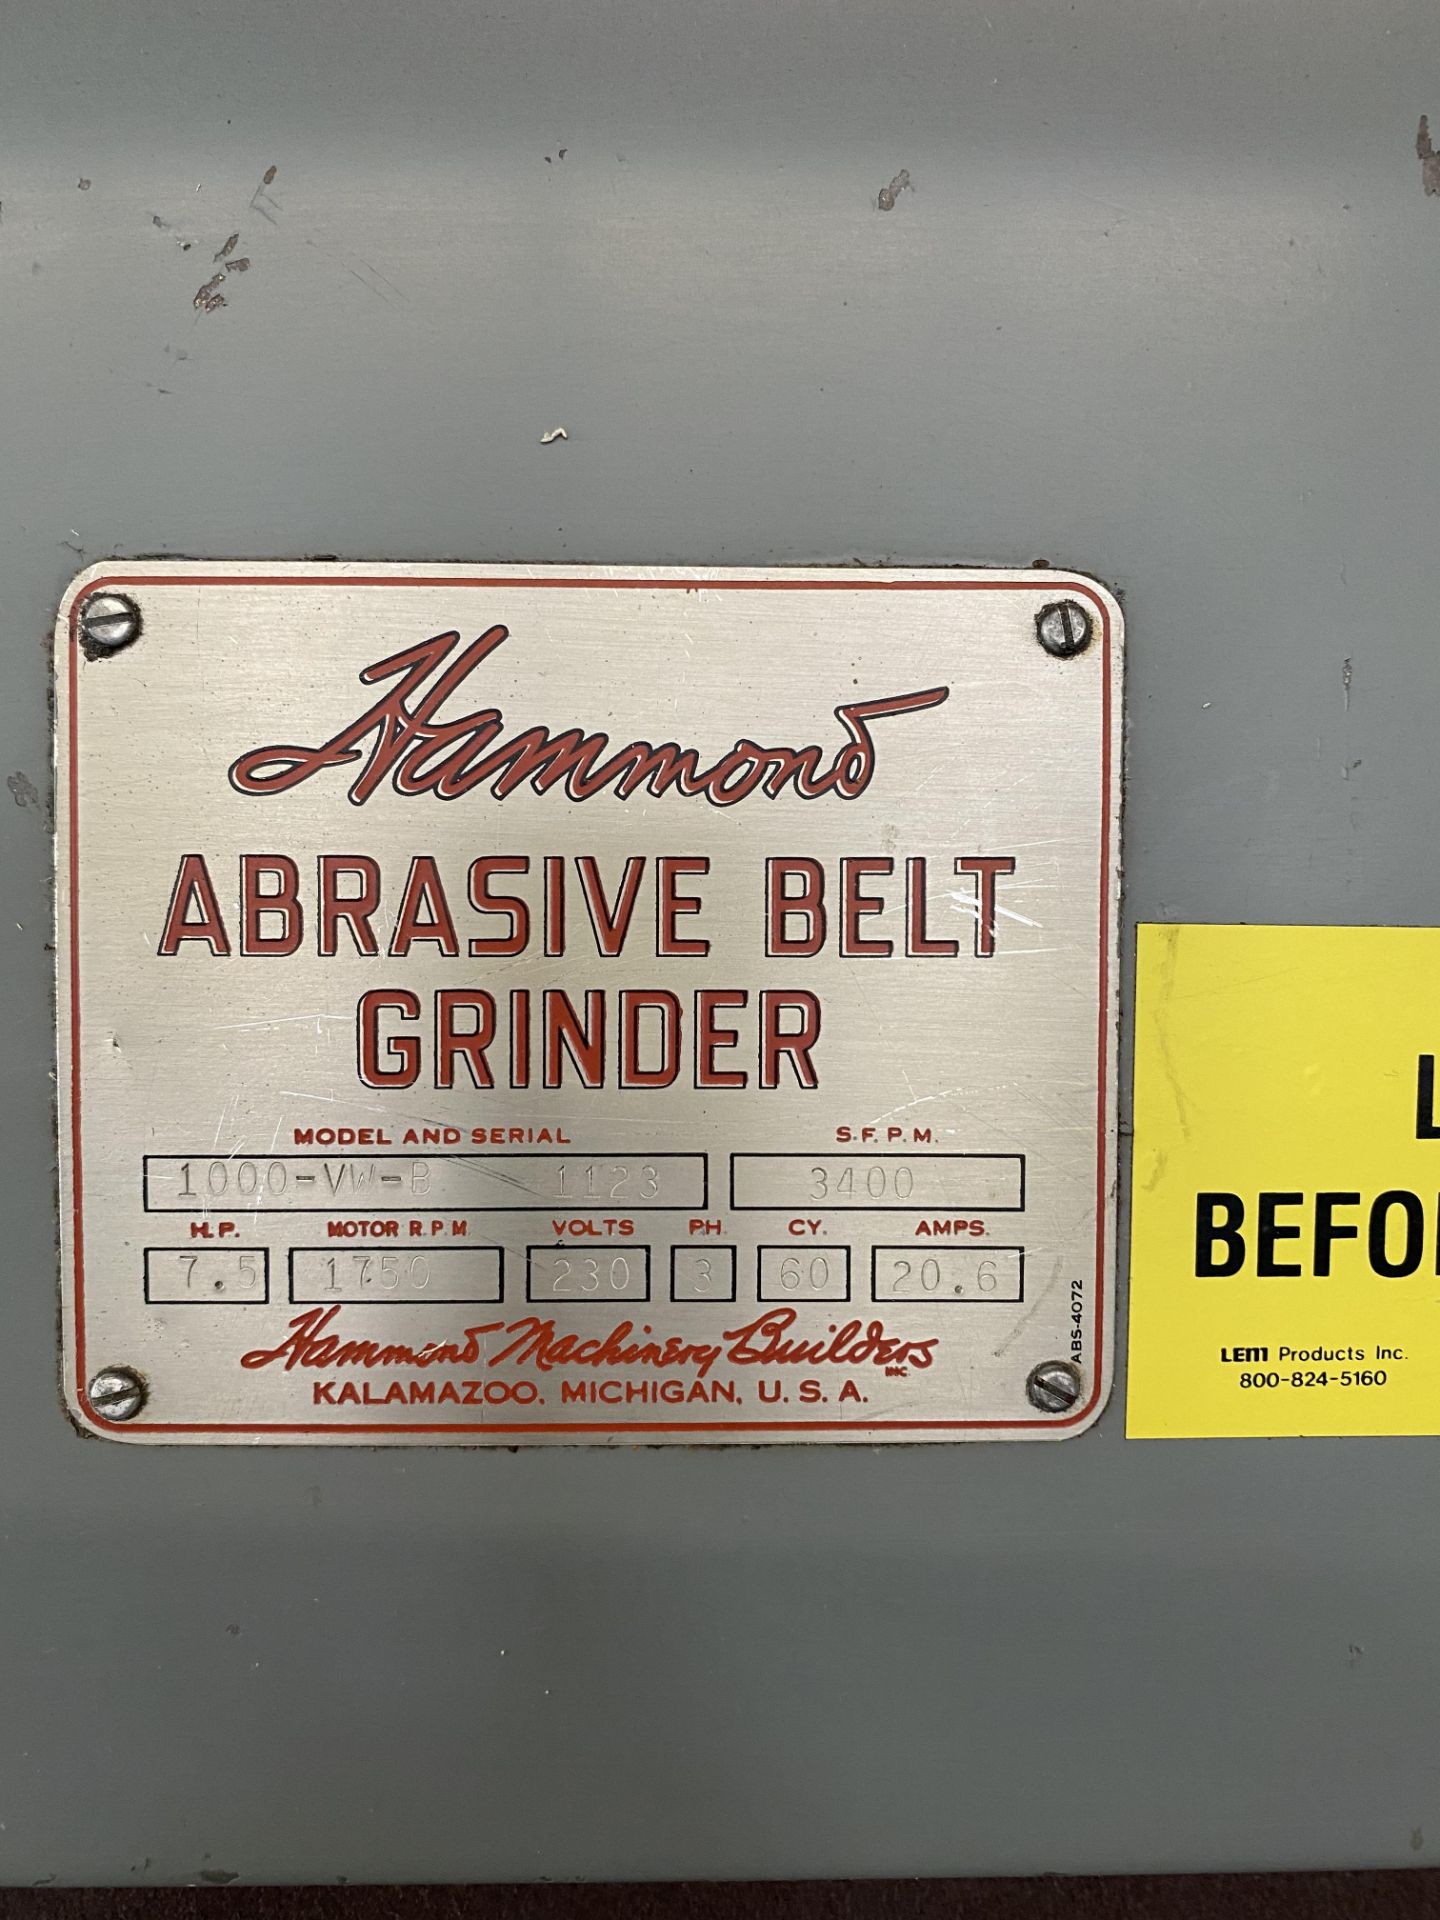 Hammond
ABRASIVE BELT
GRINDER
MODEL AND SERIAL S.F.P.M.
1000-VW-B 1123 3400
H.P. MOTOR R.P.M. VOLTS PH. CY. AMPS.
7.5 1750 230 3 60 20.6
Hammond Machinery Builders INC.
KALAMAZOO, MICHIGAN, U.S.A.
ABS-4072
LEM Products Inc.
800-824-5160